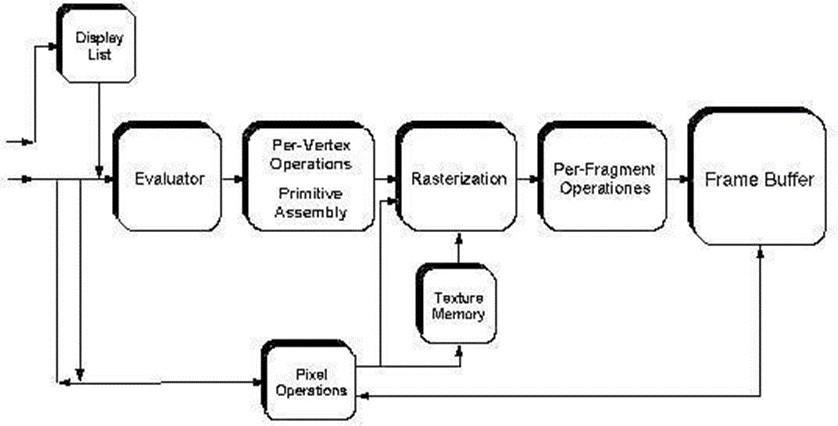 Display
List
Evaluator
Per-Vertex
Operations
Primitive
Assembly
Rasterization
Per-Fragment
Operationes
Frame Buffer
Texture
Memory
Pixel
Operations